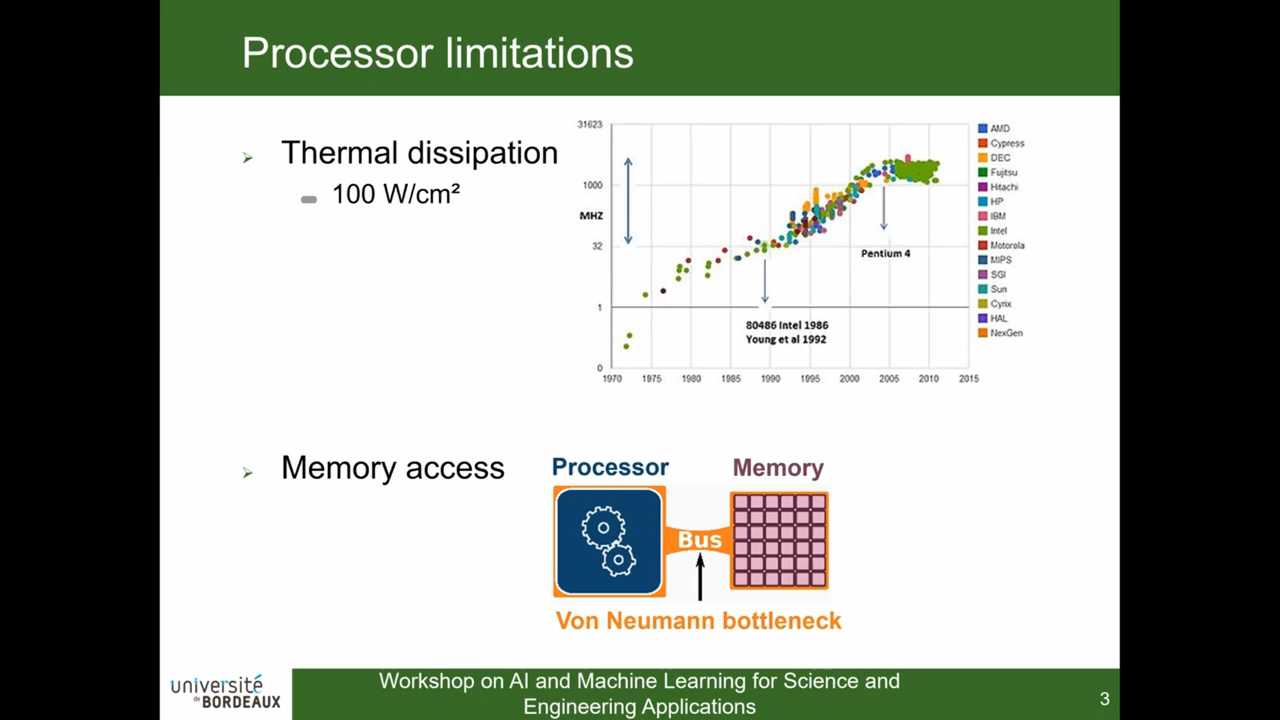 Processor limitations
Thermal dissipation
100 W/cm²
31623
1000
MHZ
32
1
0
1970 1975 1980 1985 1990 1995 2000 2005 2010 2015
Pentium 4
80486 Intel 1986
Young et al 1992
AMD
Cypress
DEC
Fujitsu
Hitachi
HP
IBM
Intel
Motorola
MIPS
SGI
Sun
Cyrix
HAL
NexGen
Memory access
Processor
Memory
Bus
Von Neumann bottleneck
université
de BORDEAUX
Workshop on AI and Machine Learning for Science and
Engineering Applications
3